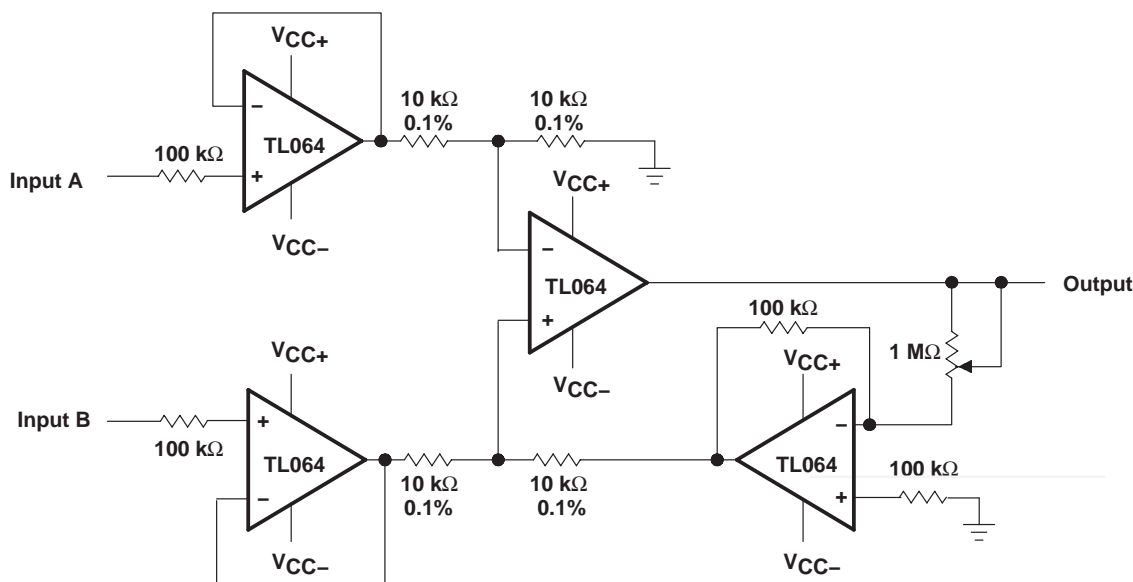 VCC+
−
TL064
+
100 kΩ
Input A
VCC−
10 kΩ
0.1%
10 kΩ
0.1%
VCC+
−
TL064
+
VCC−
Output
100 kΩ
1 MΩ
VCC+
−
TL064
+
VCC−
100 kΩ
VCC+
Input B
100 kΩ
+
TL064
−
VCC−
10 kΩ
0.1%
10 kΩ
0.1%